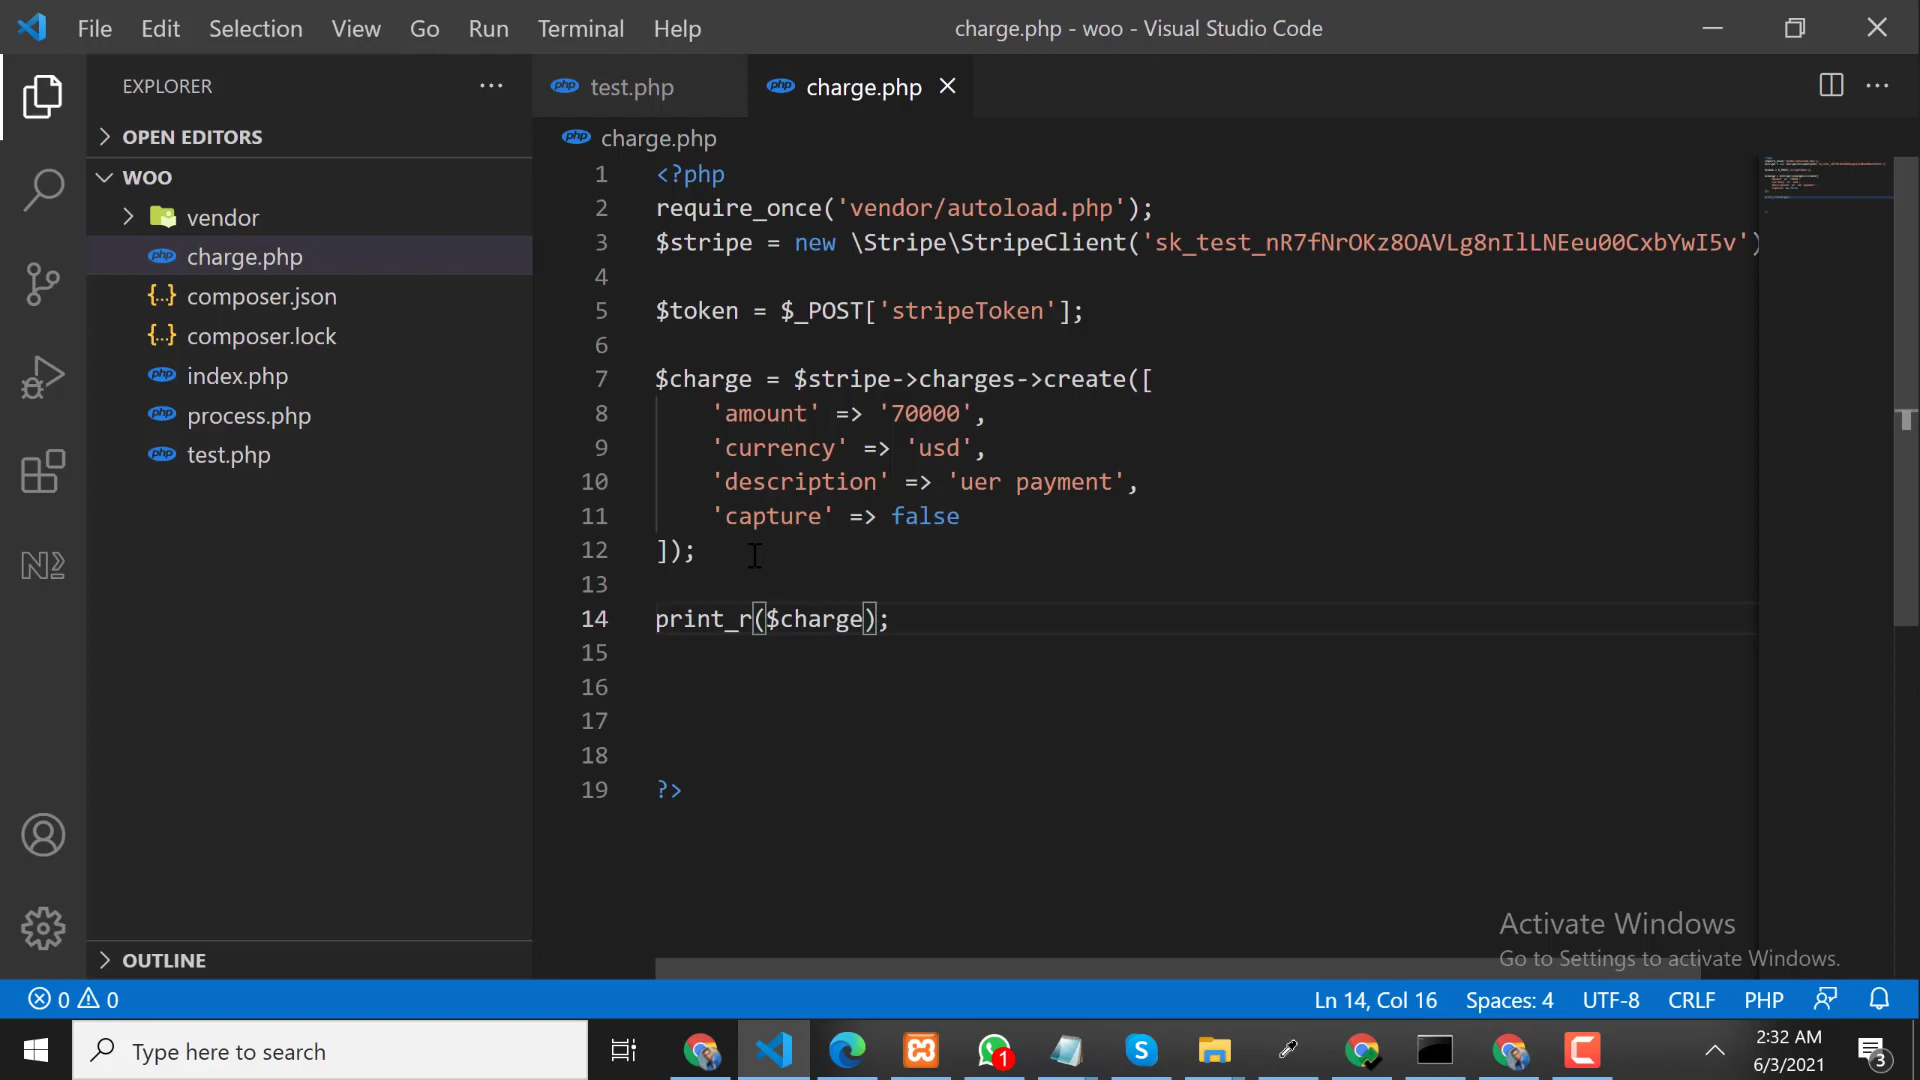 File Edit Selection View Go Run Terminal Help
charge.php - woo - Visual Studio Code
EXPLORER
OPEN EDITORS
WOO
vendor
charge.php
composer.json
composer.lock
index.php
process.php
test.php
OUTLINE
test.php
charge.php
charge.php
1 <?php
2 require_once('vendor/autoload.php');
3 $stripe = new \Stripe\StripeClient('sk_test_nR7fNrOKz8OAVLg8nIlLNEeu00CxbYwI5v')
4
5 $token = $_POST['stripeToken'];
6
7 $charge = $stripe->charges->create([
8 'amount' => '70000',
9 'currency' => 'usd',
10 'description' => 'uer payment',
11 'capture' => false
12 ]);
13
14 print_r($charge);
15
16
17
18
19 ?>
Activate Windows
Go to Settings to activate Windows.
0 0
Ln 14, Col 16 Spaces: 4 UTF-8 CRLF PHP
Type here to search
1
2:32 AM
6/3/2021
3